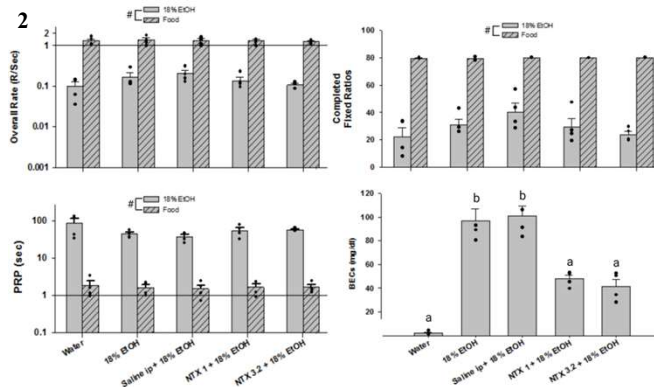 2
# 18% EtOH
Food
Overall Rate (R/Sec)
2
1
0.1
0.01
0.001
# 18% EtOH
Food
Completed
Fixed Ratios
100
80
60
40
20
0
# 18% EtOH
Food
PRP (sec)
100
10
1
0.1
Water
18% EtOH
Saline ip+ 18% EtOH
NTX 1 + 18% EtOH
NTX 3.2 + 18% EtOH
BECs (mg/dl)
120
100
80
60
40
20
a
b
b
a
a
Water
18% EtOH
Saline ip+ 18% EtOH
NTX 1 + 18% EtOH
NTX 3.2 + 18% EtOH